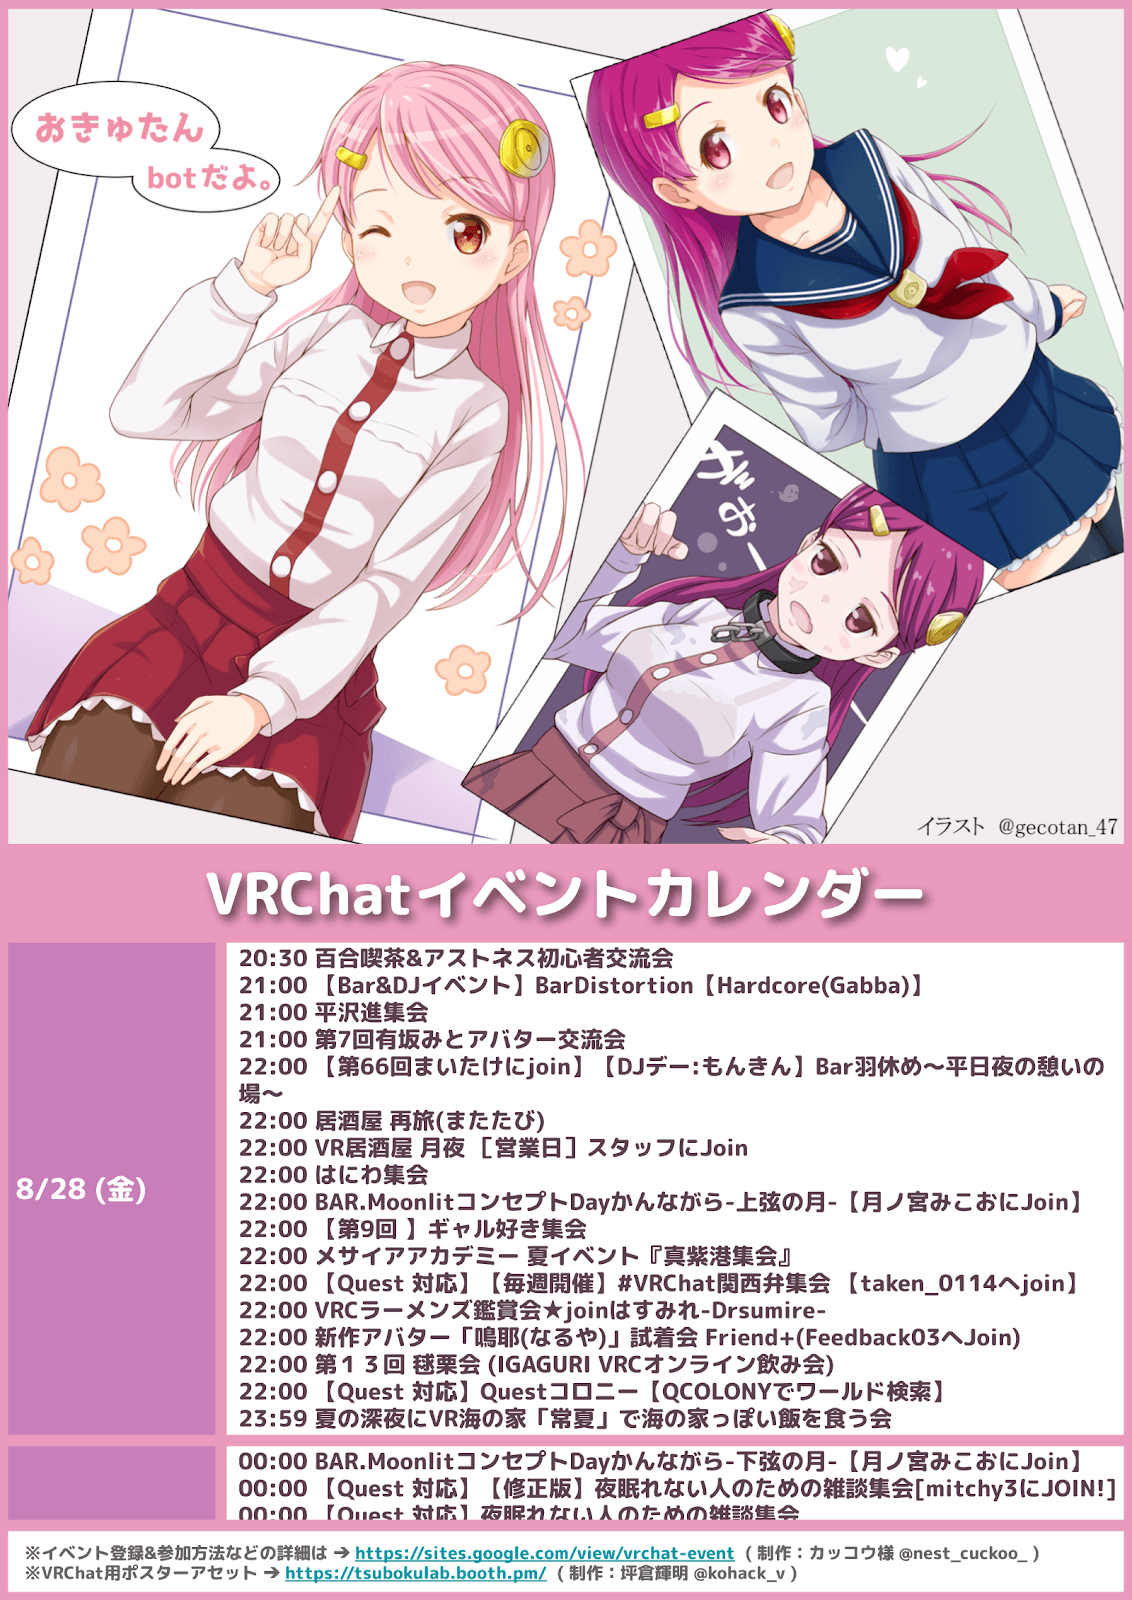 おきゅたん
botだよ。
がおー
イラスト @gecotan_47
VRChatイベントカレンダー
8/28 (金)
20:30 百合喫茶&アストネス初心者交流会
21:00 【Bar&DJイベント】BarDistortion【Hardcore(Gabba)】
21:00 平沢進集会
21:00 第7回有坂みとアバター交流会
22:00 【第66回まいたけにjoin】【DJデー:もんきん】Bar羽休め～平日夜の憩いの
場～
22:00 居酒屋 再旅(またたび)
22:00 VR居酒屋 月夜 ［営業日］スタッフにJoin
22:00 はにわ集会
22:00 BAR.MoonlitコンセプトDayかんながら-上弦の月-【月ノ宮みこおにJoin】
22:00 【第9回 】ギャル好き集会
22:00 メサイアアカデミー 夏イベント『真紫港集会』
22:00 【Quest 対応】【毎週開催】#VRChat関西弁集会 【taken_0114へjoin】
22:00 VRCラーメンズ鑑賞会★joinはすみれ-Drsumire-
22:00 新作アバター「鳴耶(なるや)」試着会 Friend+(Feedback03へJoin)
22:00 第１３回 毬栗会 (IGAGURI VRCオンライン飲み会)
22:00 【Quest 対応】Questコロニー【QCOLONYでワールド検索】
23:59 夏の深夜にVR海の家「常夏」で海の家っぽい飯を食う会
00:00 BAR.MoonlitコンセプトDayかんながら-下弦の月-【月ノ宮みこおにJoin】
00:00 【Quest 対応】【修正版】夜眠れない人のための雑談集会[mitchy3にJOIN!]
00:00 【Quest 対応】夜眠れない人のための雑談集会
※イベント登録&参加方法などの詳細は → https://sites.google.com/view/vrchat-event ( 制作：カッコウ様 @nest_cuckoo_ )
※VRChat用ポスターアセット → https://tsubokulab.booth.pm/ ( 制作：坪倉輝明 @kohack_v )